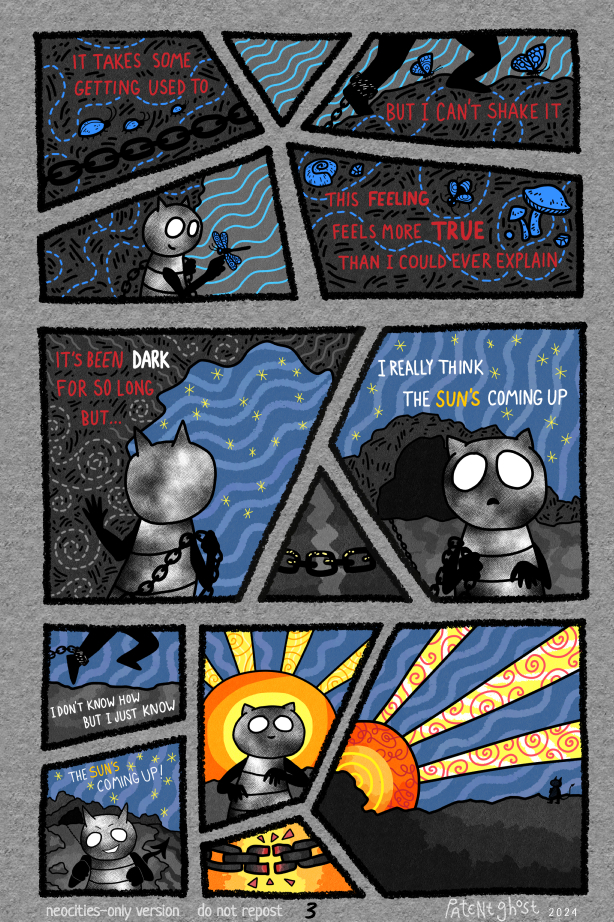 IT TAKES SOME
GETTING USED TO
BUT I CAN'T SHAKE IT
THIS FEELING
FEELS MORE TRUE
THAN I COULD EVER EXPLAIN
IT'S BEEN DARK
FOR SO LONG
BUT...
I REALLY THINK
THE SUN'S COMING UP
I DON'T KNOW HOW
BUT I JUST KNOW
THE SUN'S
COMING UP!
neocities-only version do not repost 3 PAtENt ghost 2024